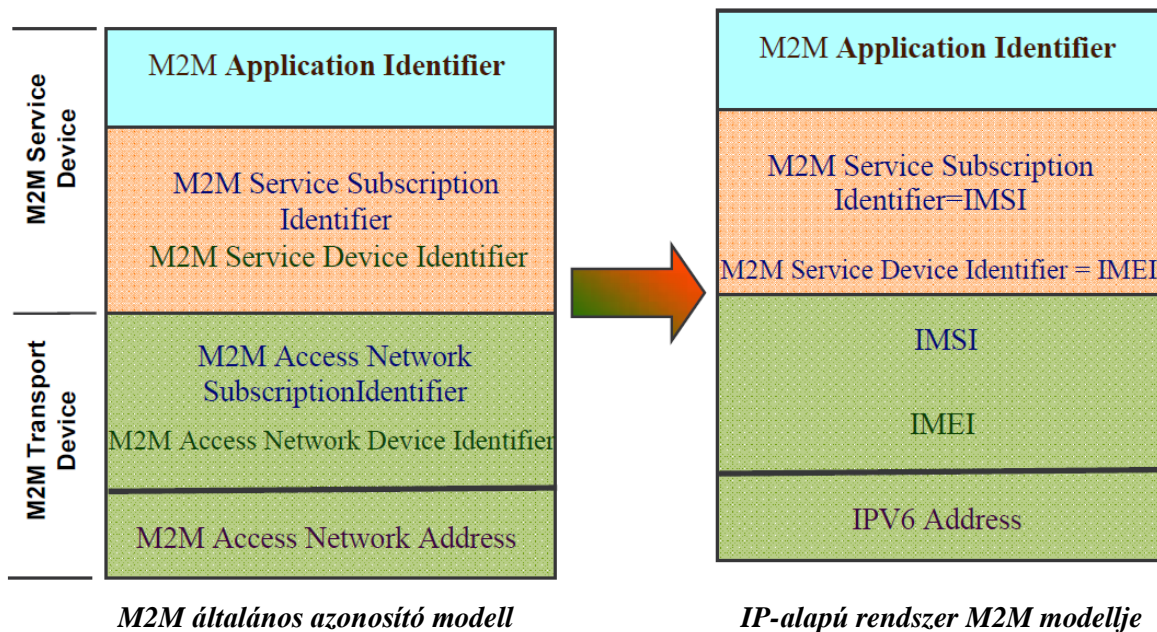 M2M Service
Device
M2M Transport
Device
M2M Application Identifier
M2M Service Subscription
Identifier
M2M Service Device Identifier
M2M Access Network
SubscriptionIdentifier
M2M Access Network Device Identifier
M2M Access Network Address
M2M általános azonosító modell
M2M Application Identifier
M2M Service Subscription
Identifier=IMSI
M2M Service Device Identifier = IMEI
IMSI
IMEI
IPV6 Address
IP-alapú rendszer M2M modellje